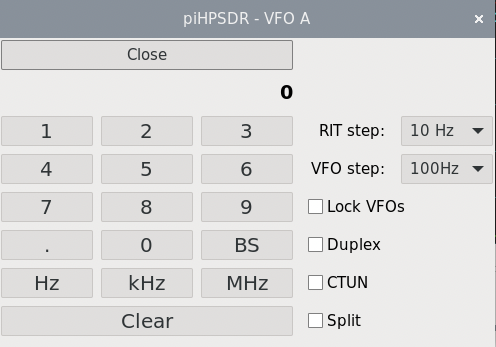 piHPSDR - VFO A ×
Close
0
1 2 3 RIT step: 10 Hz
4 5 6 VFO step: 100Hz
7 8 9 Lock VFOs
. 0 BS Duplex
Hz kHz MHz CTUN
Clear Split